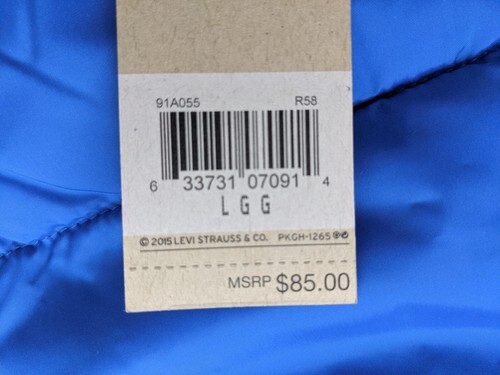 91A055 R58
6 33731 07091 4
L G G
© 2015 LEVI STRAUSS & CO. PKGH-1265
MSRP $85.00